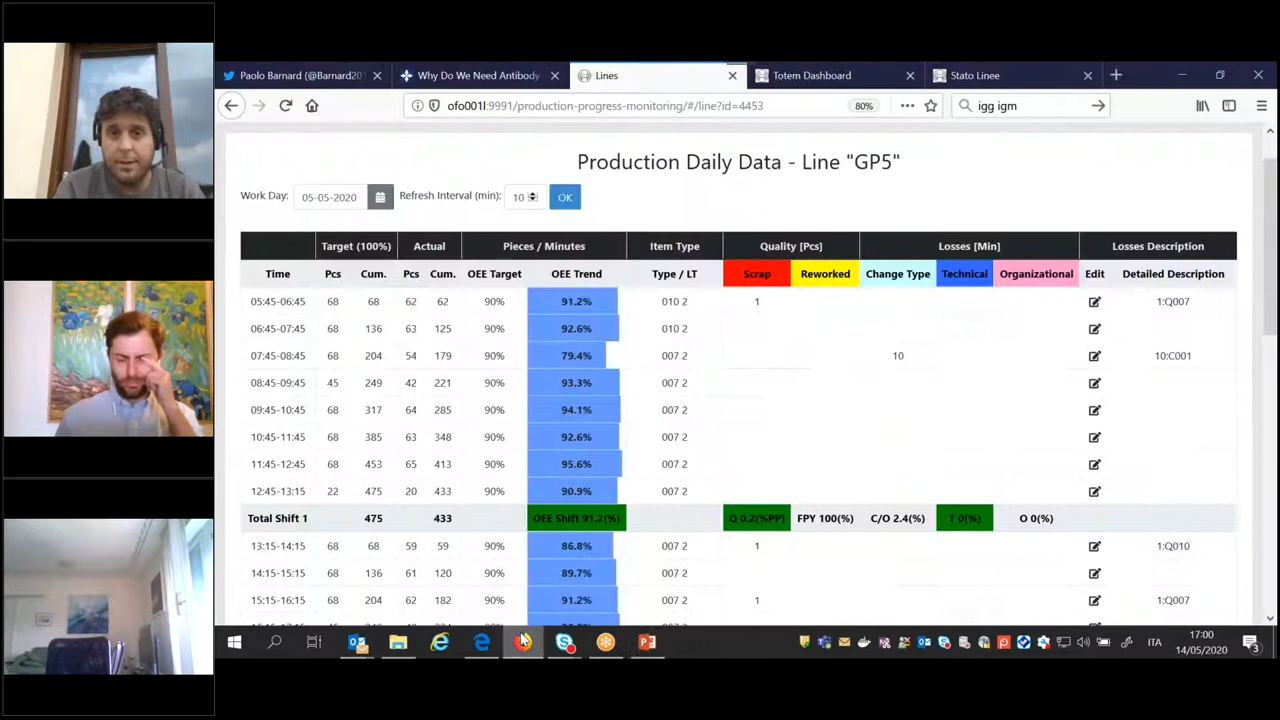 Paolo Barnard (@Barnard20
Why Do We Need Antibody
Lines
Totem Dashboard
Stato Linee
ofo001l:9991/production-progress-monitoring/#/line?id=4453
80%
igg igm
Production Daily Data - Line "GP5"
Work Day: 05-05-2020 Refresh Interval (min): 10 OK
Target (100%) Actual Pieces / Minutes Item Type Quality [Pcs] Losses [Min] Losses Description
Time Pcs Cum. Pcs Cum. OEE Target OEE Trend Type / LT Scrap Reworked Change Type Technical Organizational Edit Detailed Description
05:45-06:45 68 68 62 62 90% 91.2% 010 2 1 1:Q007
06:45-07:45 68 136 63 125 90% 92.6% 010 2
07:45-08:45 68 204 54 179 90% 79.4% 007 2 10 10:C001
08:45-09:45 45 249 42 221 90% 93.3% 007 2
09:45-10:45 68 317 64 285 90% 94.1% 007 2
10:45-11:45 68 385 63 348 90% 92.6% 007 2
11:45-12:45 68 453 65 413 90% 95.6% 007 2
12:45-13:15 22 475 20 433 90% 90.9% 007 2
Total Shift 1 475 433 OEE Shift 91.2(%) Q 0.2(%PP) FPY 100(%) C/O 2.4(%) T 0(%) O 0(%)
13:15-14:15 68 68 59 59 90% 86.8% 007 2 1 1:Q010
14:15-15:15 68 136 61 120 90% 89.7% 007 2
15:15-16:15 68 204 62 182 90% 91.2% 007 2 1 1:Q007
ITA
17:00
14/05/2020
3